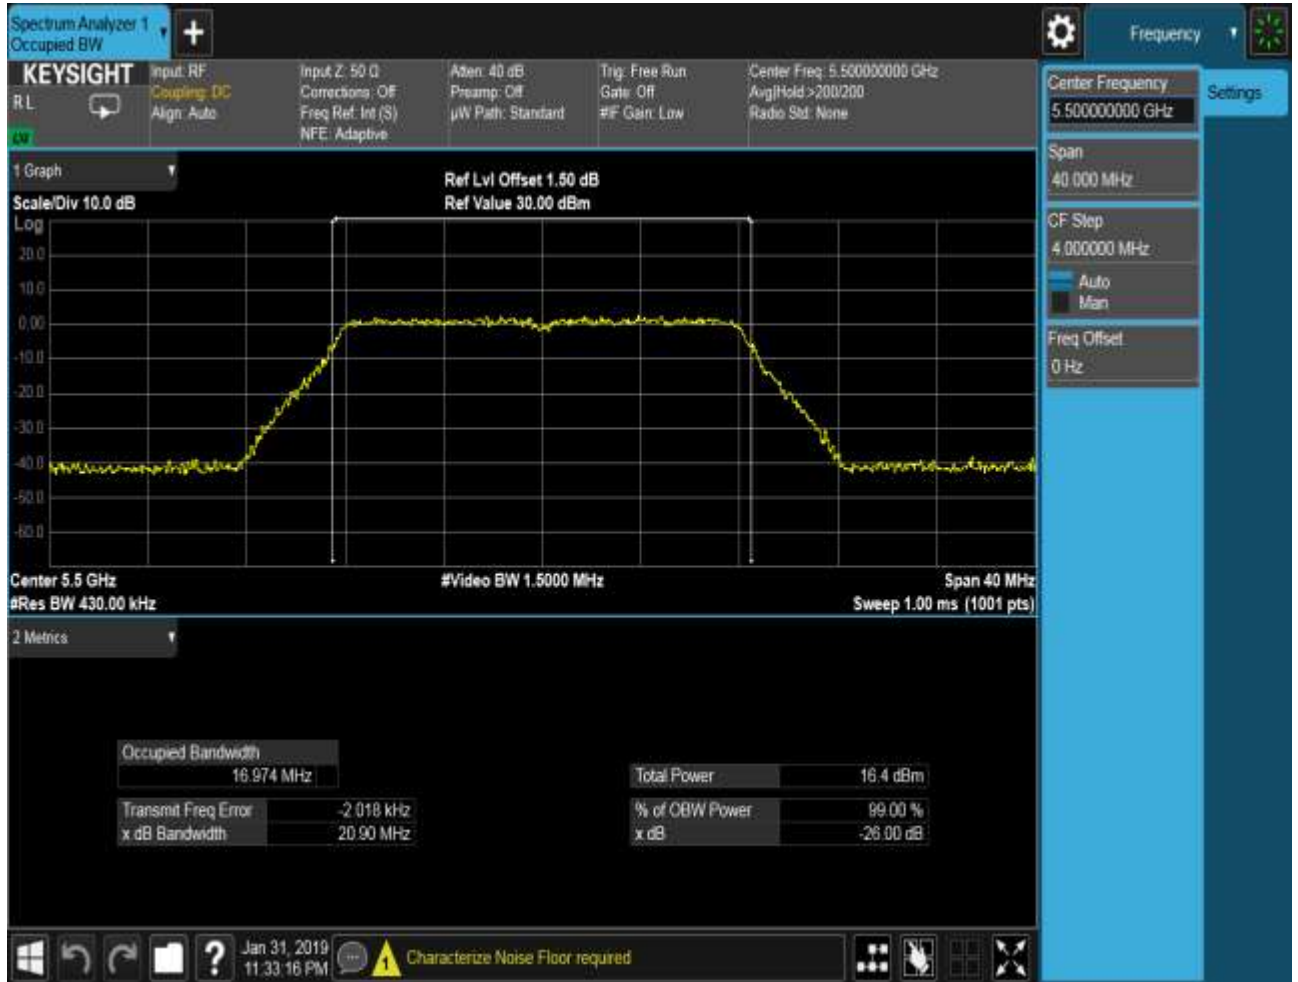 Spectrum Analyzer 1
Occupied BW
Frequency
KEYSIGHT
R L
Input: RF
Coupling: DC
Align: Auto
Input Z: 50 Ω
Corrections: Off
Freq Ref: Int (S)
NFE: Adaptive
Atten: 40 dB
Preamp: Off
µW Path: Standard
Trig: Free Run
Gate: Off
#IF Gain: Low
Center Freq: 5.500000000 GHz
Avg|Hold:>200/200
Radio Std: None
Center Frequency
5.500000000 GHz
Settings
Span
40.000 MHz
CF Step
4.000000 MHz
Auto
Man
Freq Offset
0 Hz
1 Graph
Scale/Div 10.0 dB
Ref Lvl Offset 1.50 dB
Ref Value 30.00 dBm
Log
20.0
10.0
0.00
-10.0
-20.0
-30.0
-40.0
-50.0
-60.0
Center 5.5 GHz
#Video BW 1.5000 MHz
Span 40 MHz
#Res BW 430.00 kHz
Sweep 1.00 ms (1001 pts)
2 Metrics
Occupied Bandwidth
16.974 MHz
Transmit Freq Error -2.018 kHz
x dB Bandwidth 20.90 MHz
Total Power 16.4 dBm
% of OBW Power 99.00 %
x dB -26.00 dB
Jan 31, 2019
11:33:16 PM
1
Characterize Noise Floor required